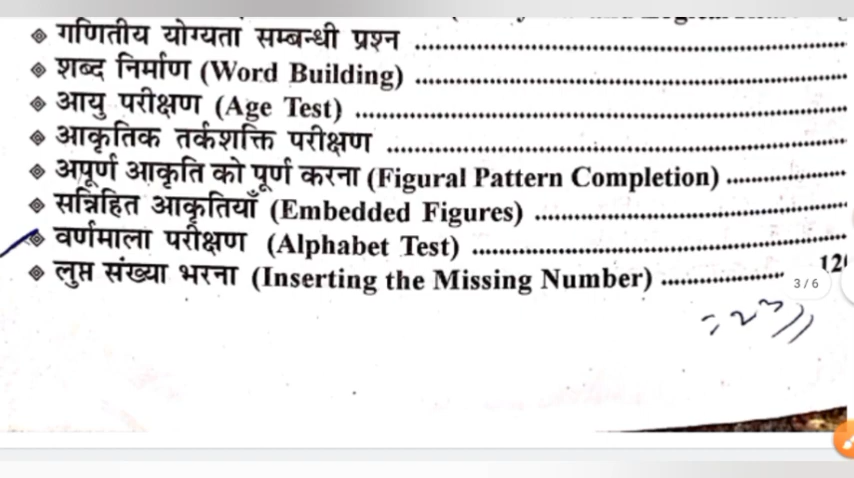 ◈ गणितीय योग्यता सम्बन्धी प्रश्न ................................................
◈ शब्द निर्माण (Word Building) ................................................
◈ आयु परीक्षण (Age Test) ................................................
◈ आकृतिक तर्कशक्ति परीक्षण ................................................
◈ अपूर्ण आकृति को पूर्ण करना (Figural Pattern Completion) ................
◈ सन्निहित आकृतियाँ (Embedded Figures) ................................
◈ वर्णमाला परीक्षण (Alphabet Test) ................................
◈ लुप्त संख्या भरना (Inserting the Missing Number) ................
3 / 6
= 23 //